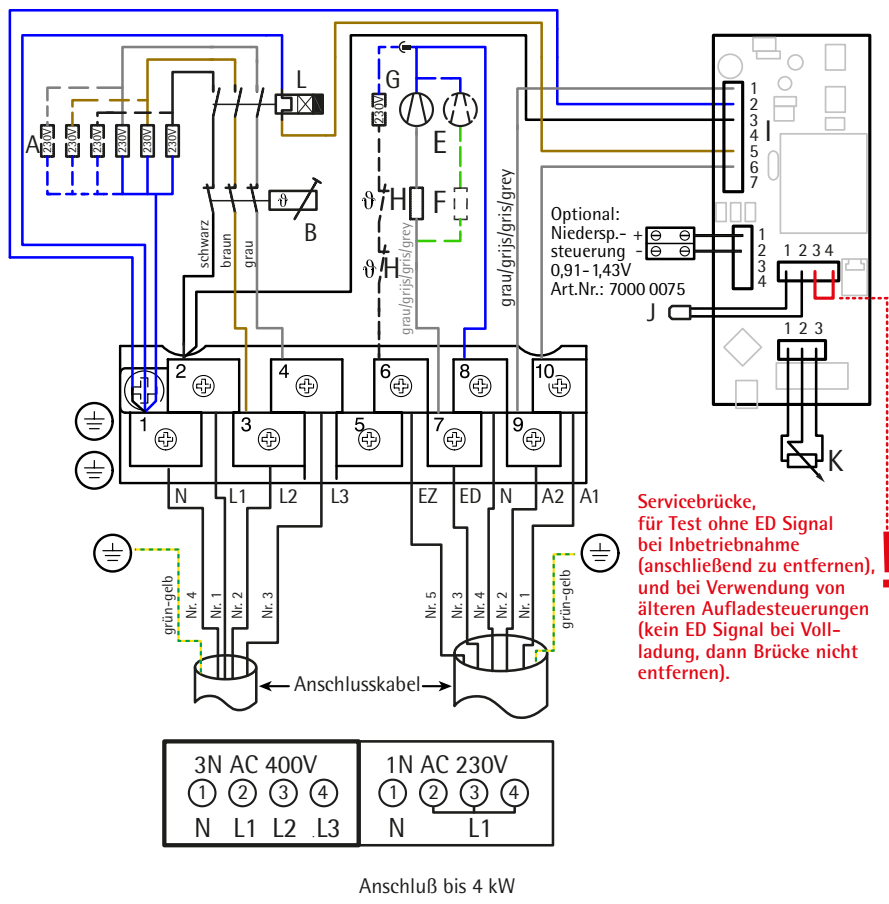 L
G
A
230V
230V
230V
230V
230V
230V
230V
E
I
1
2
3
4
5
6
7
ϑ
B
ϑ H
F
ϑ H
schwarz
braun
grau
grau/grijs/gris/grey
grau/grijs/gris/grey
Optional:
Niedersp.- +
steuerung -
0,91-1,43V
Art.Nr.: 7000 0075
1
2
3
4
1 2 3 4
J
1 2 3
K
2
4
6
8
10
1
3
5
7
9
N
L1
L2
L3
EZ
ED
N
A2
A1
grün-gelb
Nr. 4
Nr. 1
Nr. 2
Nr. 3
Nr. 5
Nr. 3
Nr. 4
Nr. 2
Nr. 1
grün-gelb
Anschlusskabel
Servicebrücke,
für Test ohne ED Signal
bei Inbetriebnahme
(anschließend zu entfernen),
und bei Verwendung von
älteren Aufladesteuerungen
(kein ED Signal bei Voll-
ladung, dann Brücke nicht
entfernen).
!
3N AC 400V
1 2 3 4
N L1 L2 L3
1N AC 230V
1 2 3 4
N L1
Anschluß bis 4 kW